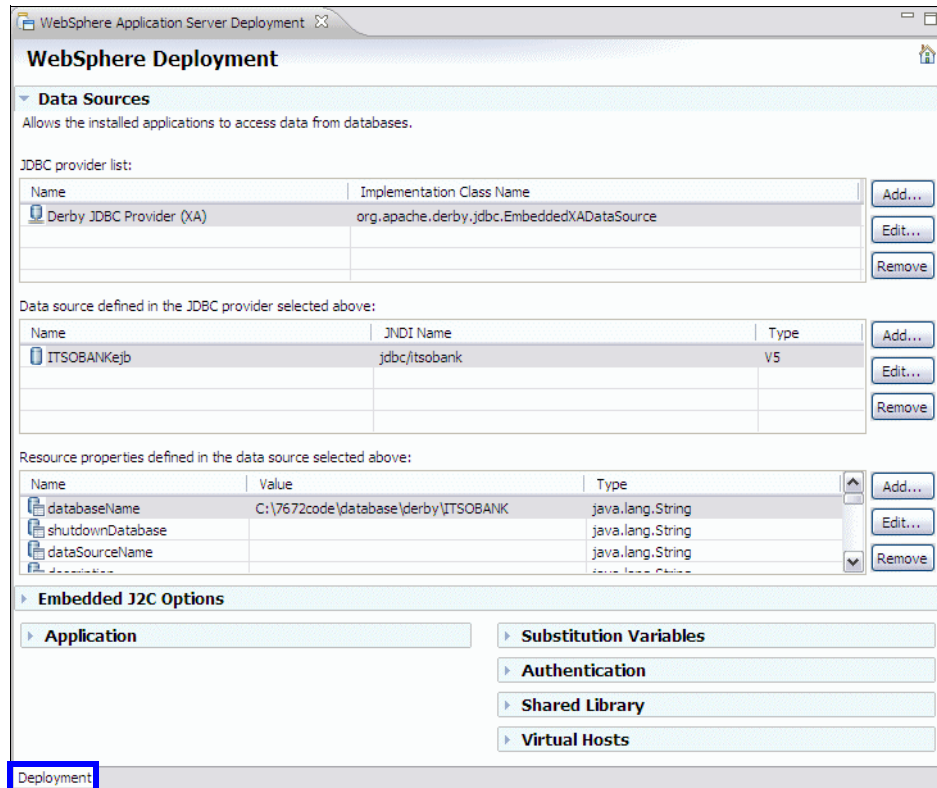 WebSphere Application Server Deployment
WebSphere Deployment
Data Sources
Allows the installed applications to access data from databases.
JDBC provider list:
Name Implementation Class Name
Add...
Derby JDBC Provider (XA) org.apache.derby.jdbc.EmbeddedXADataSource
Edit...
Remove
Data source defined in the JDBC provider selected above:
Name JNDI Name Type
Add...
ITSOBANKejb jdbc/itsobank V5
Edit...
Remove
Resource properties defined in the data source selected above:
Name Value Type
Add...
databaseName C:\7672code\database\derby\ITSOBANK java.lang.String
shutdownDatabase java.lang.String
Edit...
dataSourceName java.lang.String
Remove
description java.lang.String
Embedded J2C Options
Application
Substitution Variables
Authentication
Shared Library
Virtual Hosts
Deployment